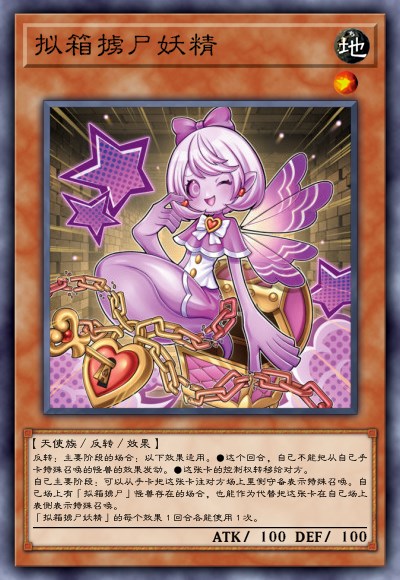 拟箱掳尸妖精
地
【天使族/反转/效果】
反转：主要阶段的场合：以下效果适用。●这个回合，自己不能把从自己手
卡特殊召唤的怪兽的效果发动。●这张卡的控制权转移给对方。
自己主要阶段：可以从手卡把这张卡往对方场上里侧守备表示特殊召唤。自
己场上有「拟箱掳尸」怪兽存在的场合，也能作为代替把这张卡在自己场上
表侧表示特殊召唤。
「拟箱掳尸妖精」的每个效果1回合各能使用1次。
ATK/ 100 DEF/ 100